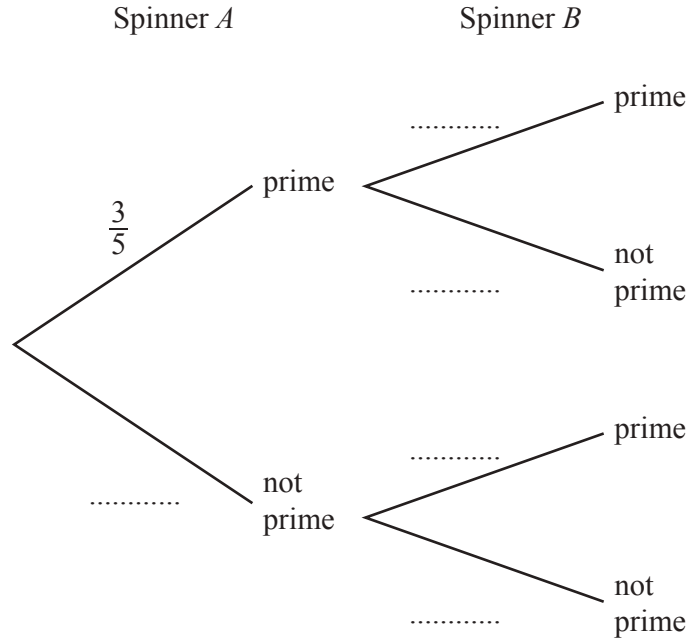 Spinner A Spinner B
prime
............
prime
3
5
not
prime
............
prime
............
not
prime
............
not
prime
............